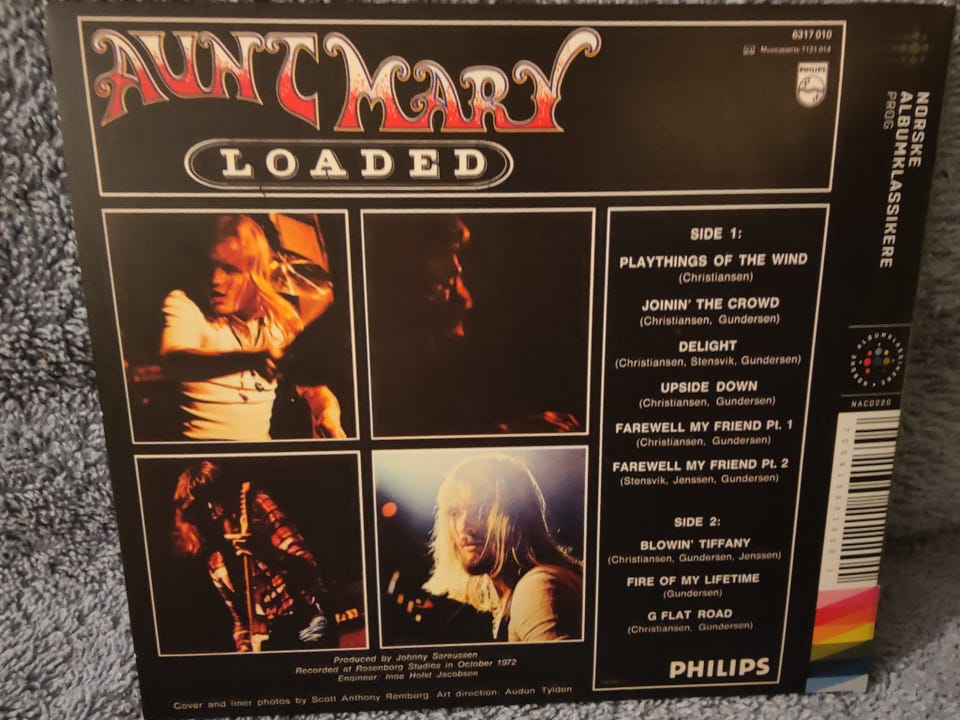 AUNT MARY
LOADED
6317 010
Musicassette 7121 014
PHILIPS
SIDE 1:
PLAYTHINGS OF THE WIND
(Christiansen)
JOININ' THE CROWD
(Christiansen, Gundersen)
DELIGHT
(Christiansen, Stensvik, Gundersen)
UPSIDE DOWN
(Christiansen, Gundersen)
FAREWELL MY FRIEND Pt. 1
(Christiansen, Gundersen)
FAREWELL MY FRIEND Pt. 2
(Stensvik, Jenssen, Gundersen)
SIDE 2:
BLOWIN' TIFFANY
(Christiansen, Gundersen, Jenssen)
FIRE OF MY LIFETIME
(Gundersen)
G FLAT ROAD
(Christiansen, Gundersen)
PHILIPS
Produced by Johnny Sareussen
Recorded at Rosenborg Studios in October 1972
Engineer: Inge Holst Jacobsen
Cover and liner photos by Scott Anthony Remborg. Art direction: Audun Tylden
NORSKE
ALBUMKLASSIKERE
PROG
NACD220